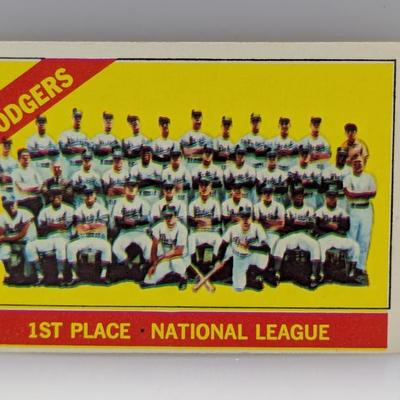 ODGERS
1ST PLACE · NATIONAL LEAGUE